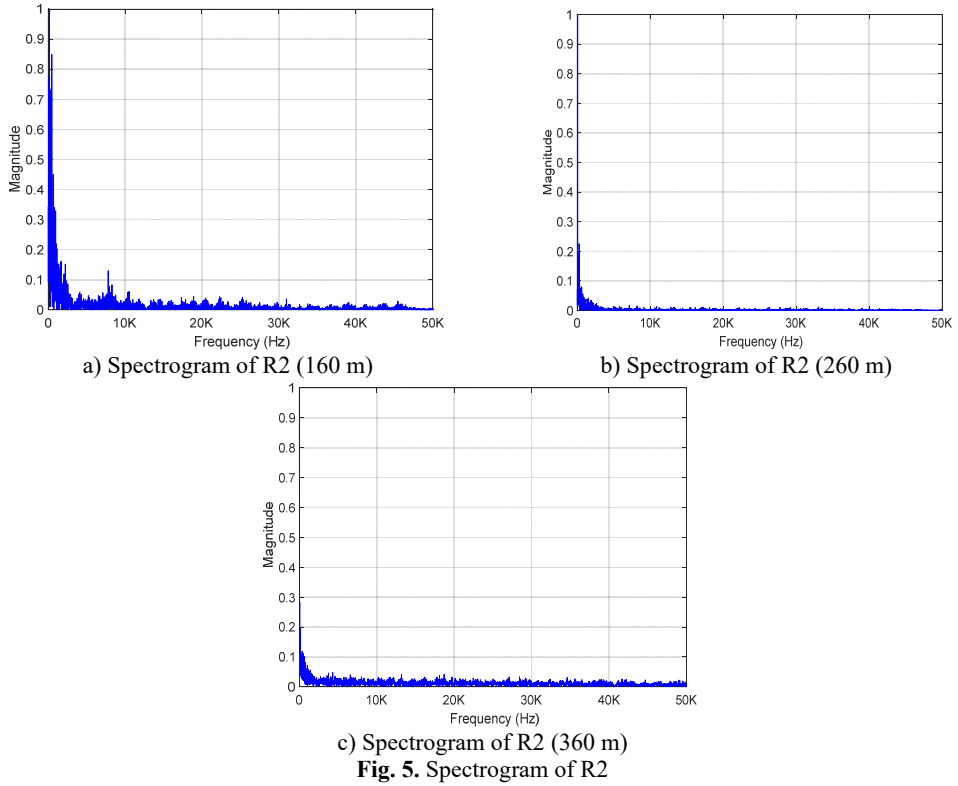 1
0.9
0.8
0.7
0.6
0.5
0.4
0.3
0.2
0.1
0
Magnitude
0 10K 20K 30K 40K 50K
Frequency (Hz)
a) Spectrogram of R2 (160 m)
1
0.9
0.8
0.7
0.6
0.5
0.4
0.3
0.2
0.1
0
Magnitude
0 10K 20K 30K 40K 50K
Frequency (Hz)
b) Spectrogram of R2 (260 m)
1
0.9
0.8
0.7
0.6
0.5
0.4
0.3
0.2
0.1
0
Magnitude
0 10K 20K 30K 40K 50K
Frequency (Hz)
c) Spectrogram of R2 (360 m)
Fig. 5. Spectrogram of R2